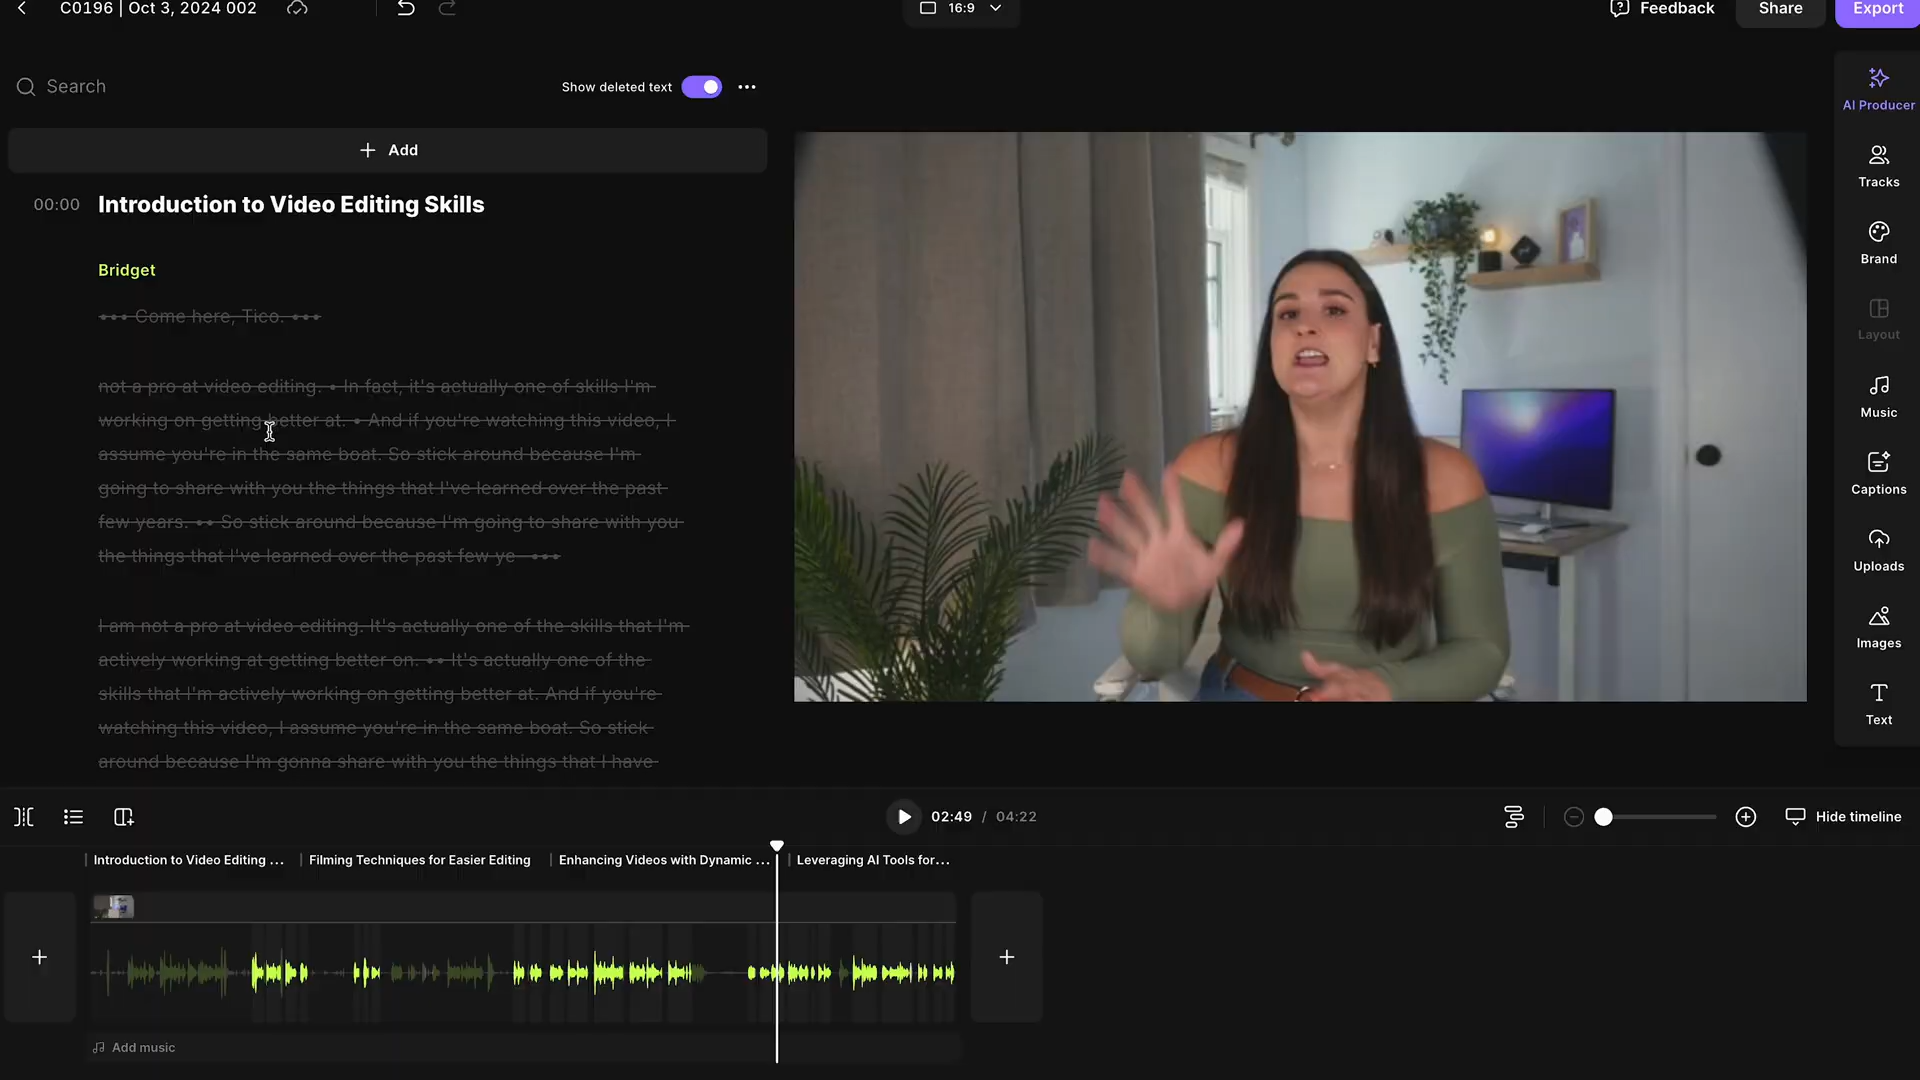 C0196 | Oct 3, 2024 002
16:9
Feedback
Share
Export
Search
Show deleted text
Add
00:00
Introduction to Video Editing Skills
Bridget
••• Come here, Tico. •••
not a pro at video editing. • In fact, it's actually one of skills I'm
working on getting better at. • And if you're watching this video, I
assume you're in the same boat. So stick around because I'm
going to share with you the things that I've learned over the past
few years. •• So stick around because I'm going to share with you
the things that I've learned over the past few ye- •••
I am not a pro at video editing. It's actually one of the skills that I'm
actively working at getting better on. •• It's actually one of the
skills that I'm actively working on getting better at. And if you're
watching this video, I assume you're in the same boat. So stick
around because I'm gonna share with you the things that I have
AI Producer
Tracks
Brand
Layout
Music
Captions
Uploads
Images
Text
02:49 / 04:22
Hide timeline
Introduction to Video Editing ...
Filming Techniques for Easier Editing
Enhancing Videos with Dynamic ...
Leveraging AI Tools for...
Add music